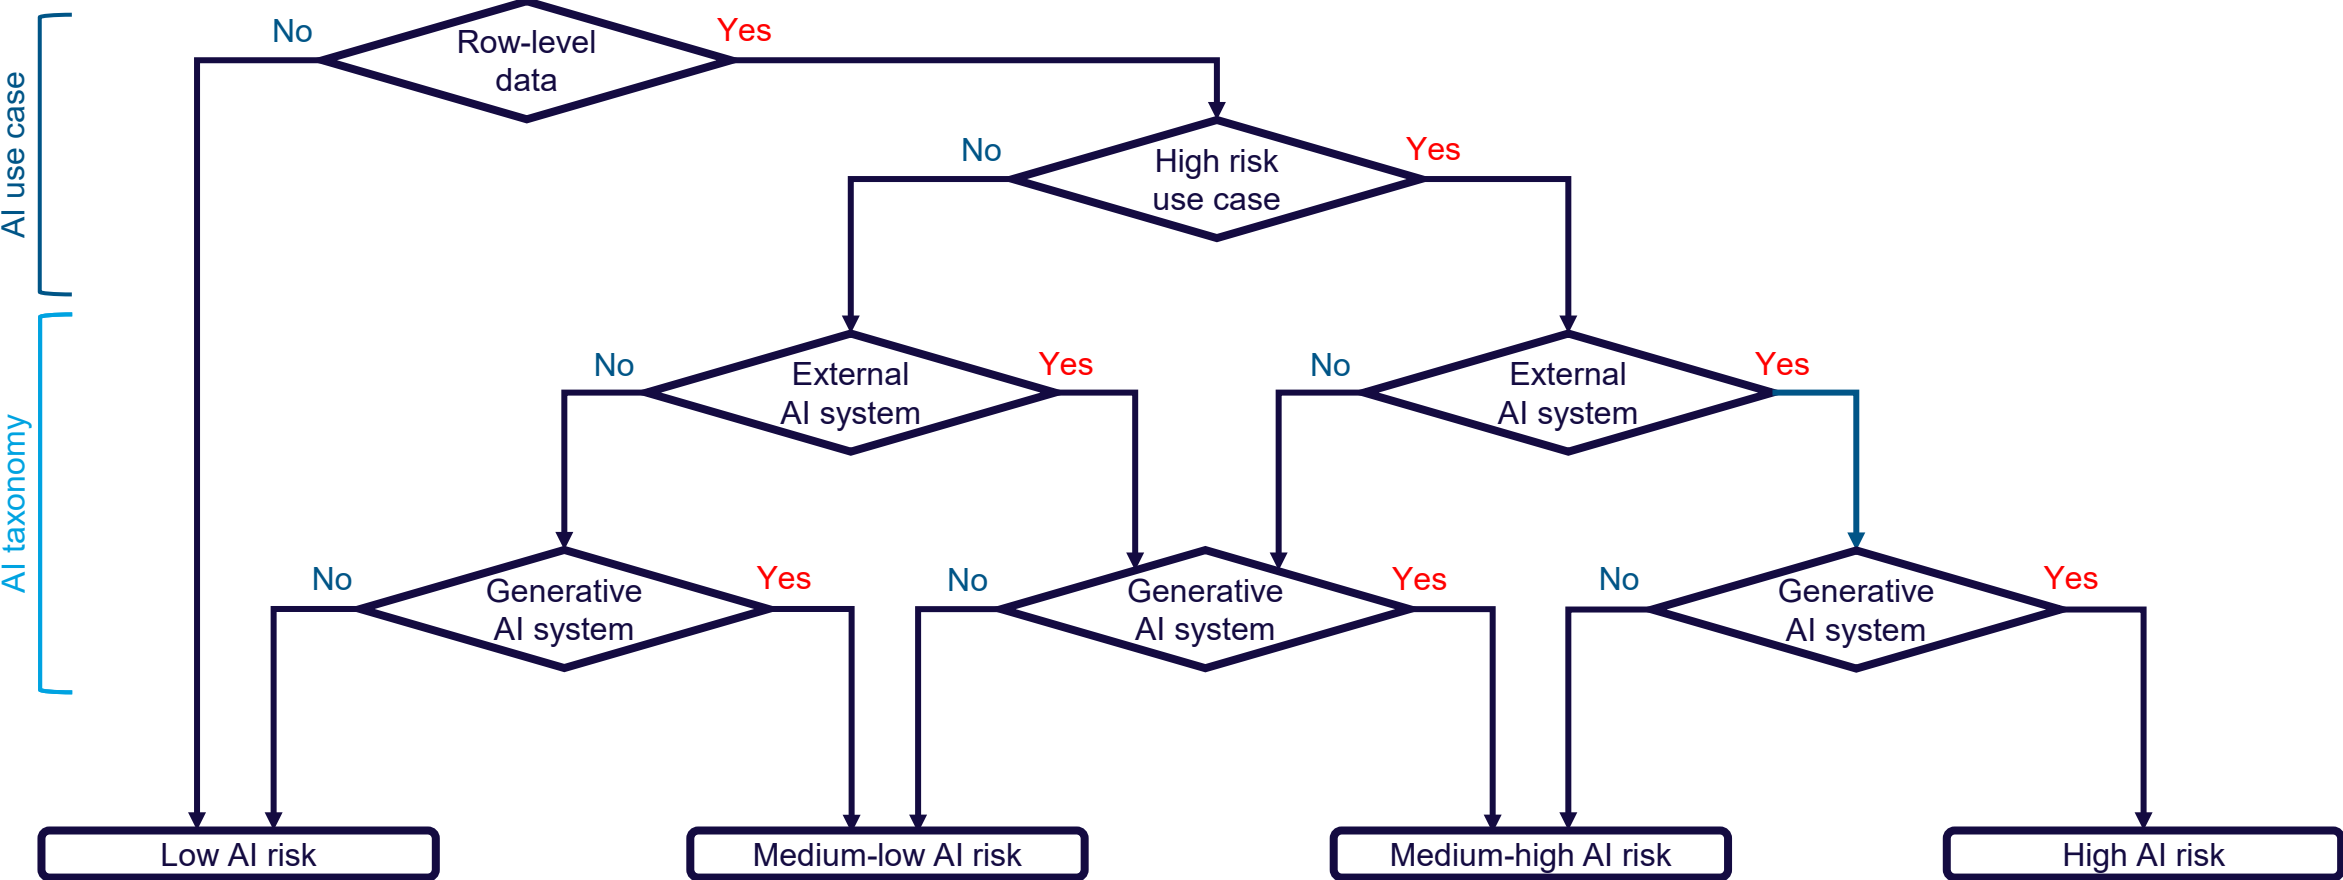 No
Row-level
data
Yes
AI use case
No
High risk
use case
Yes
No
External
AI system
Yes
No
External
AI system
Yes
AI taxonomy
No
Generative
AI system
Yes
No
Generative
AI system
Yes
No
Generative
AI system
Yes
Low AI risk
Medium-low AI risk
Medium-high AI risk
High AI risk